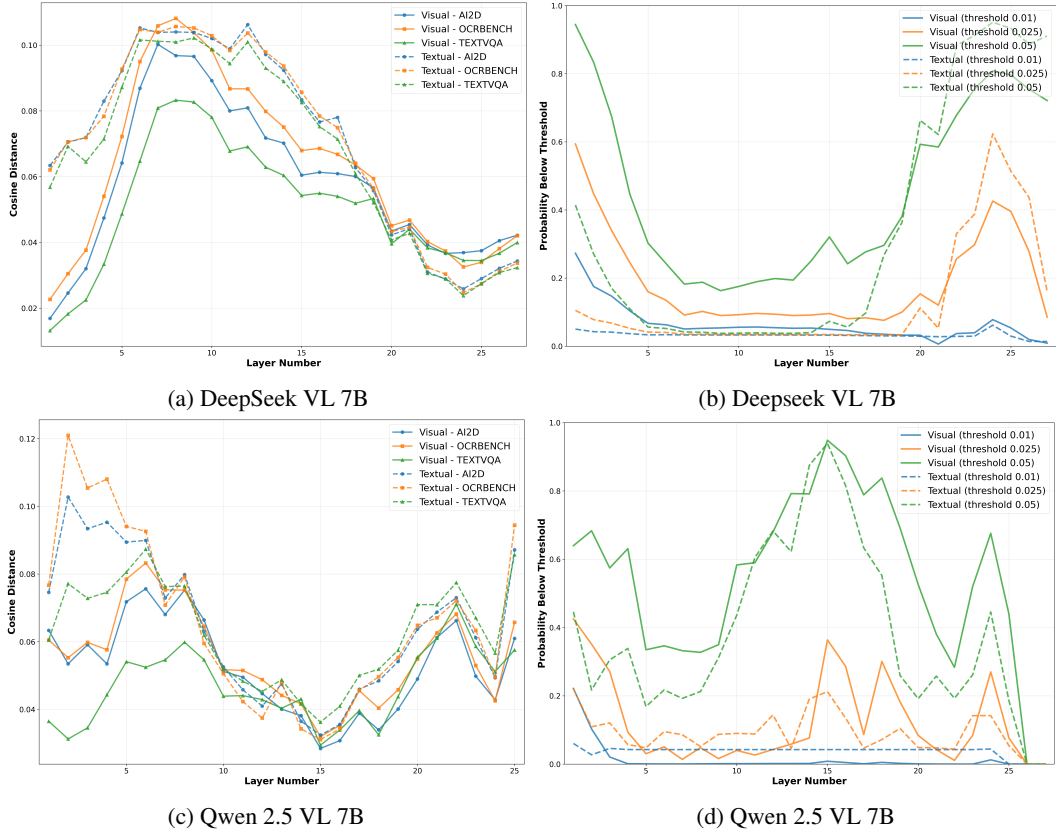 Cosine Distance
0.10
0.08
0.06
0.04
0.02
5
10
15
20
25
Layer Number
Visual - AI2D
Visual - OCRBENCH
Visual - TEXTVQA
Textual - AI2D
Textual - OCRBENCH
Textual - TEXTVQA
(a) DeepSeek VL 7B
Probability Below Threshold
1.0
0.8
0.6
0.4
0.2
0.0
5
10
15
20
25
Layer Number
Visual (threshold 0.01)
Visual (threshold 0.025)
Visual (threshold 0.05)
Textual (threshold 0.01)
Textual (threshold 0.025)
Textual (threshold 0.05)
(b) Deepseek VL 7B
Cosine Distance
0.12
0.10
0.08
0.06
0.04
5
10
15
20
25
Layer Number
Visual - AI2D
Visual - OCRBENCH
Visual - TEXTVQA
Textual - AI2D
Textual - OCRBENCH
Textual - TEXTVQA
(c) Qwen 2.5 VL 7B
Probability Below Threshold
1.0
0.8
0.6
0.4
0.2
0.0
5
10
15
20
25
Layer Number
Visual (threshold 0.01)
Visual (threshold 0.025)
Visual (threshold 0.05)
Textual (threshold 0.01)
Textual (threshold 0.025)
Textual (threshold 0.05)
(d) Qwen 2.5 VL 7B